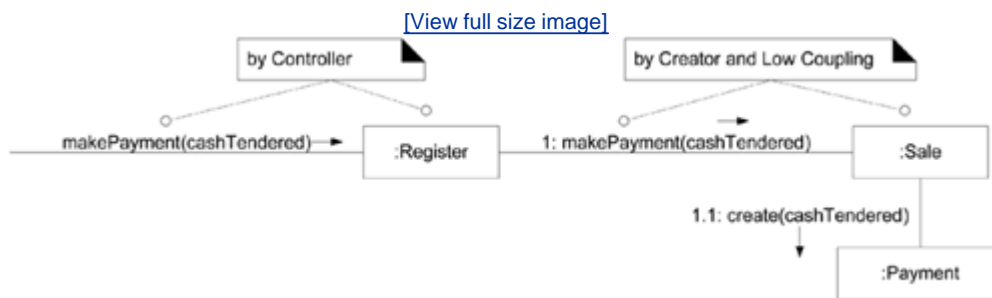 [View full size image]
by Controller
by Creator and Low Coupling
makePayment(cashTendered)
:Register
1: makePayment(cashTendered)
:Sale
1.1: create(cashTendered)
:Payment